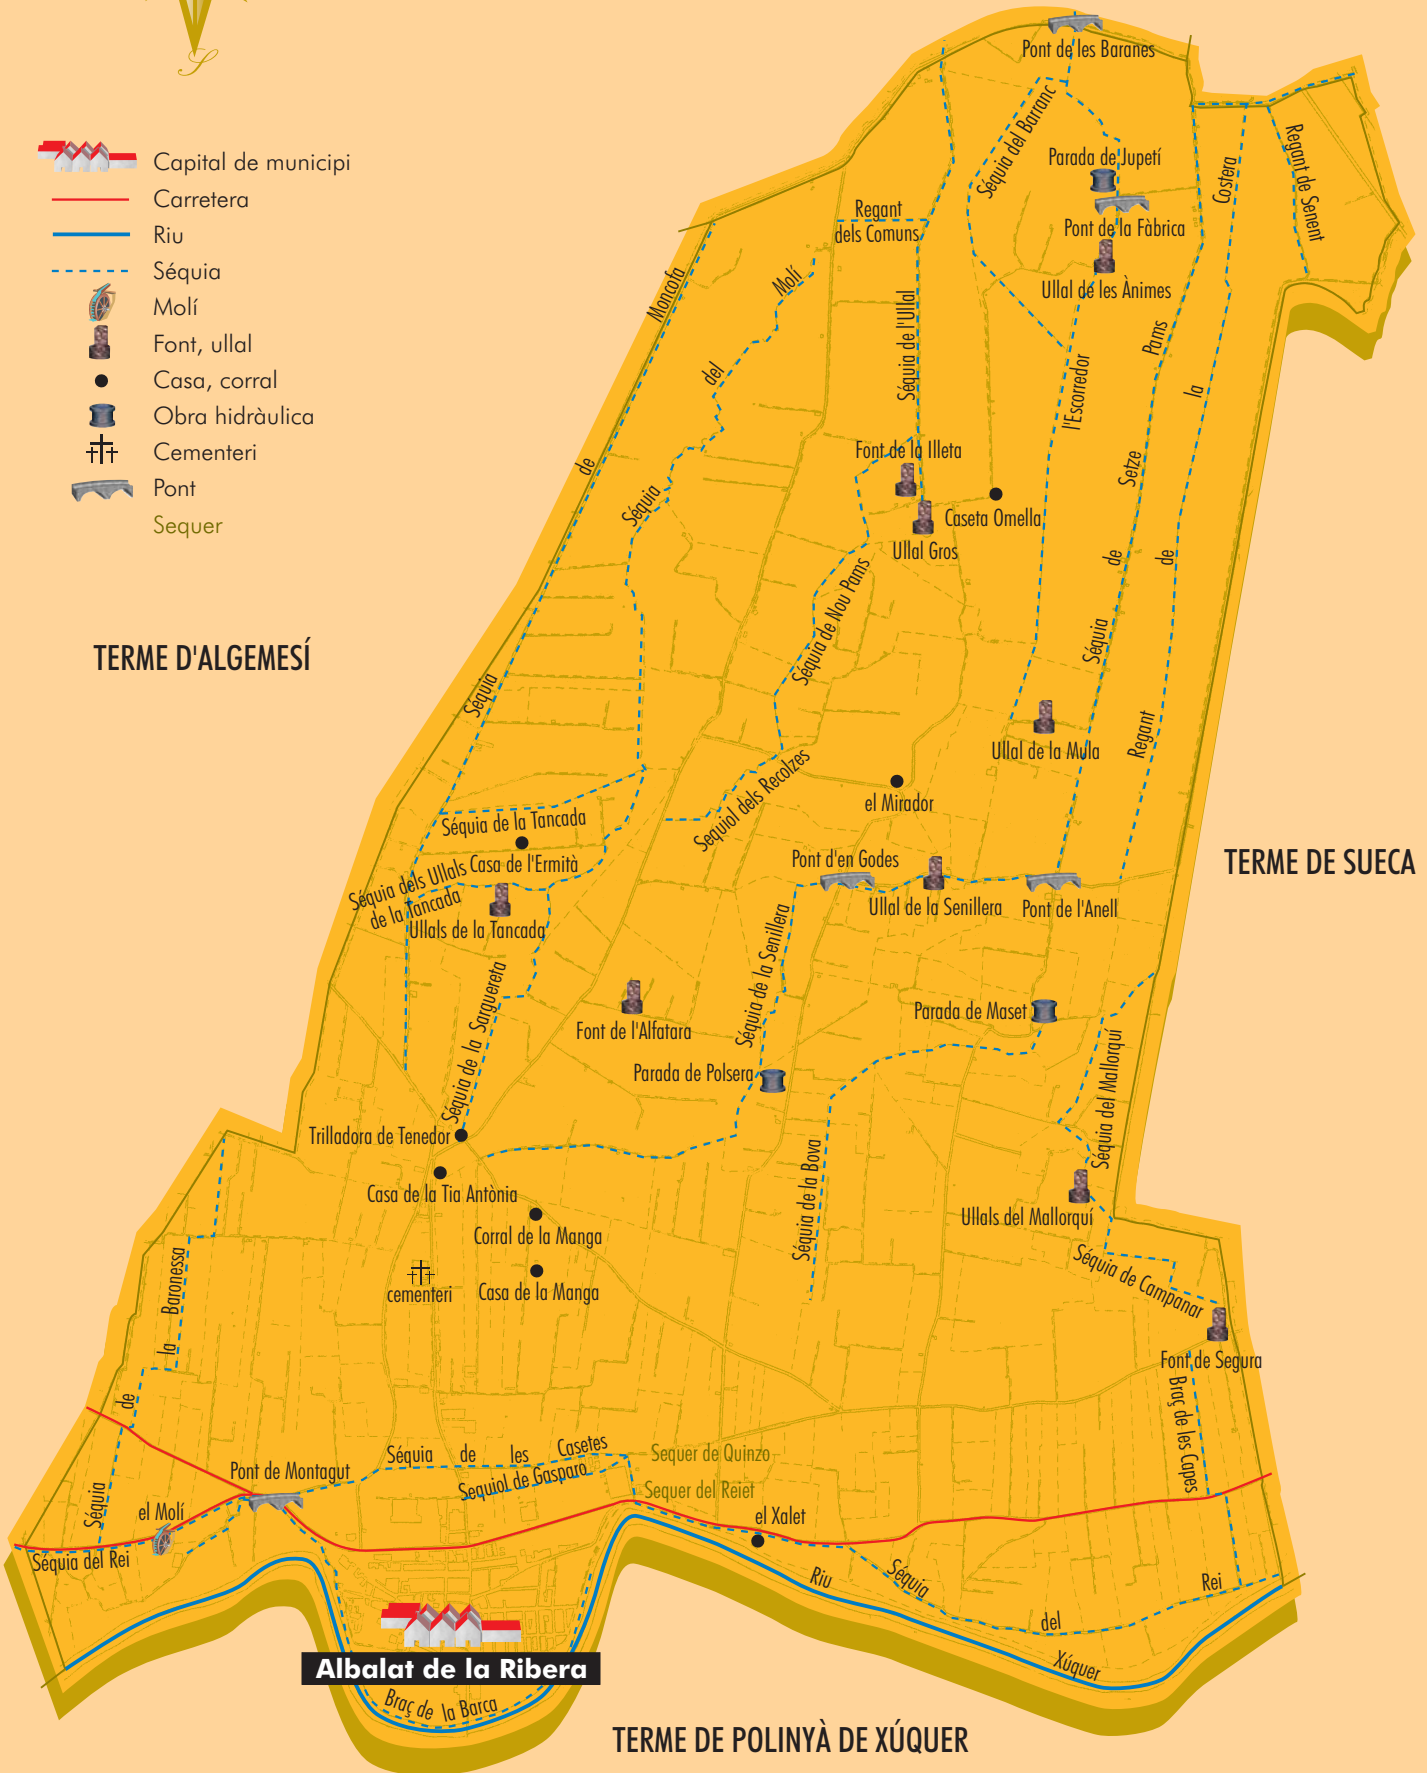 S
Capital de municipi
Carretera
Riu
Séquia
Molí
Font, ullal
Casa, corral
Obra hidràulica
Cementeri
Pont
Sequer
TERME D'ALGEMESÍ
TERME DE SUECA
TERME DE POLINYÀ DE XÚQUER
Pont de les Baranes
Séquia del Barranc
Parada de Jupetí
Pont de la Fàbrica
Ullal de les Ànimes
Regant de Senent
Regant
dels Comuns
Séquia de l'Ullal
Séquia del Molí
Séquia de Moncofa
l'Escorredor
Séquia de Setze Pams
Regant de la Costera
Font de la Illeta
Caseta Omella
Ullal Gros
Séquia de Nou Pams
Ullal de la Mula
Sequiol dels Recolzes
el Mirador
Séquia de la Tancada
Casa de l'Ermità
Séquia dels Ullals
de la Tancada
Ullals de la Tancada
Pont d'en Godes
Ullal de la Senillera
Pont de l'Anell
Séquia de la Senillera
Séquia de la Sarguereta
Font de l'Alfatara
Parada de Maset
Parada de Polsera
Séquia del Mallorquí
Trilladora de Tenedor
Casa de la Tia Antònia
Corral de la Manga
Séquia de la Bova
Ullals del Mallorquí
Séquia de Campanar
cementeri
Casa de la Manga
Font de Segura
Séquia de la Baronessa
Braç de les Capes
Séquia de les Casetes
Sequer de Quinzo
Pont de Montagut
Sequiol de Gasparo
Sequer del Reiet
el Molí
el Xalet
Séquia del Rei
Riu Xúquer
Séquia del Rei
Albalat de la Ribera
Braç de la Barca